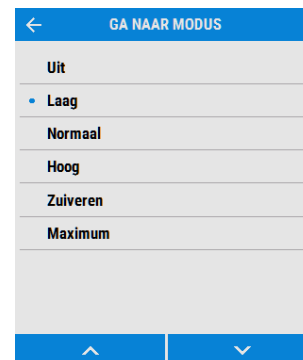 GA NAAR MODUS
Uit
Laag
Normaal
Hoog
Zuiveren
Maximum